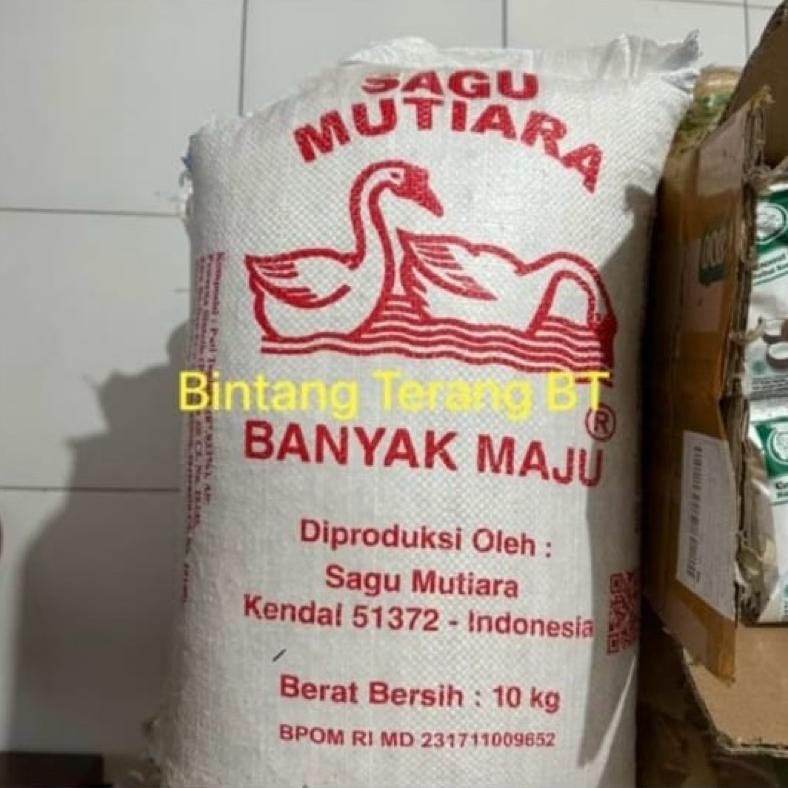 SAGU
MUTIARA
Bintang Terang BT
®
BANYAK MAJU
Diproduksi Oleh :
Sagu Mutiara
Kendal 51372 - Indonesia
Berat Bersih : 10 kg
BPOM RI MD 231711009652